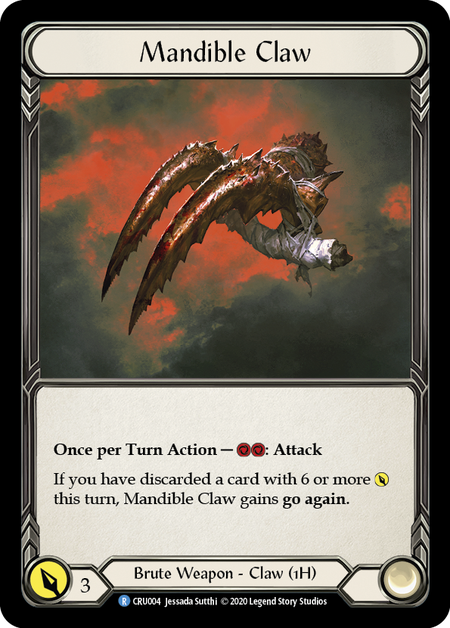 Mandible Claw
Once per Turn Action — : Attack
If you have discarded a card with 6 or more
this turn, Mandible Claw gains go again.
3
Brute Weapon - Claw (1H)
R CRU004 Jessada Sutthi © 2020 Legend Story Studios